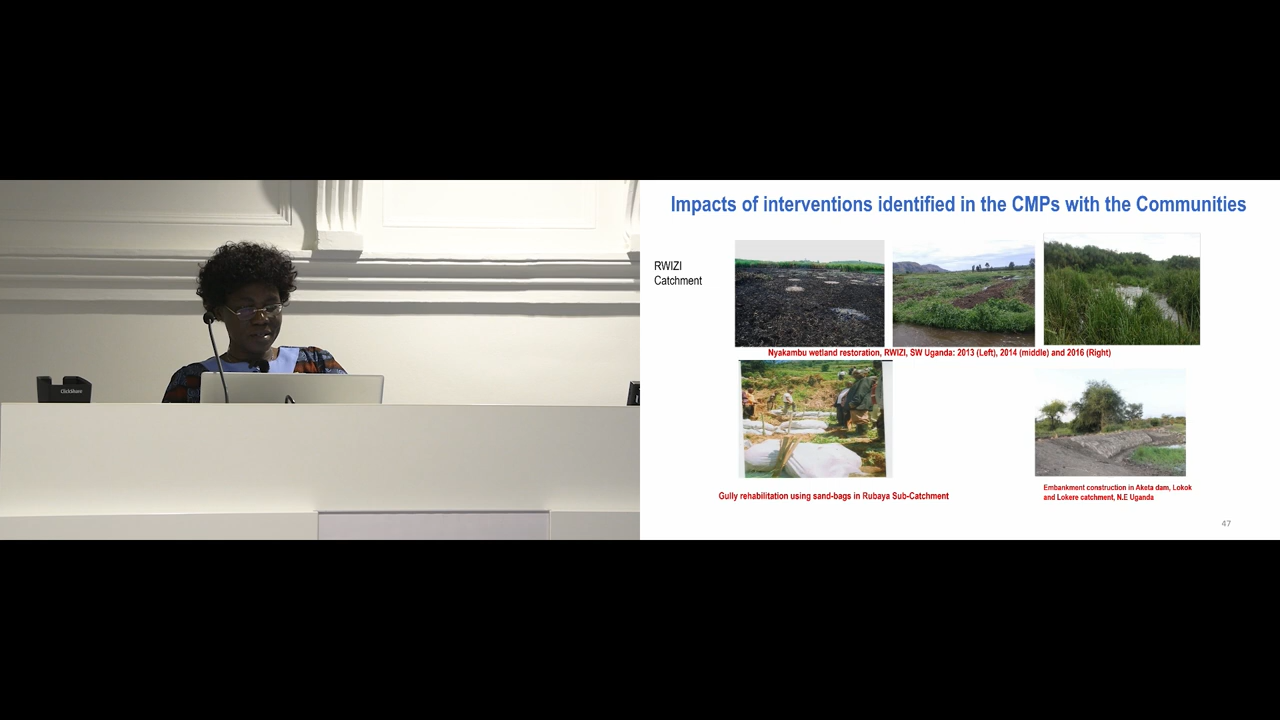 Impacts of interventions identified in the CMPs with the Communities
RWIZI
Catchment
Nyakambu wetland restoration, RWIZI, SW Uganda: 2013 (Left), 2014 (middle) and 2016 (Right)
Gully rehabilitation using sand-bags in Rubaya Sub-Catchment
Embankment construction in Aketa dam, Lokok
and Lokere catchment, N.E Uganda
47
ClickShare